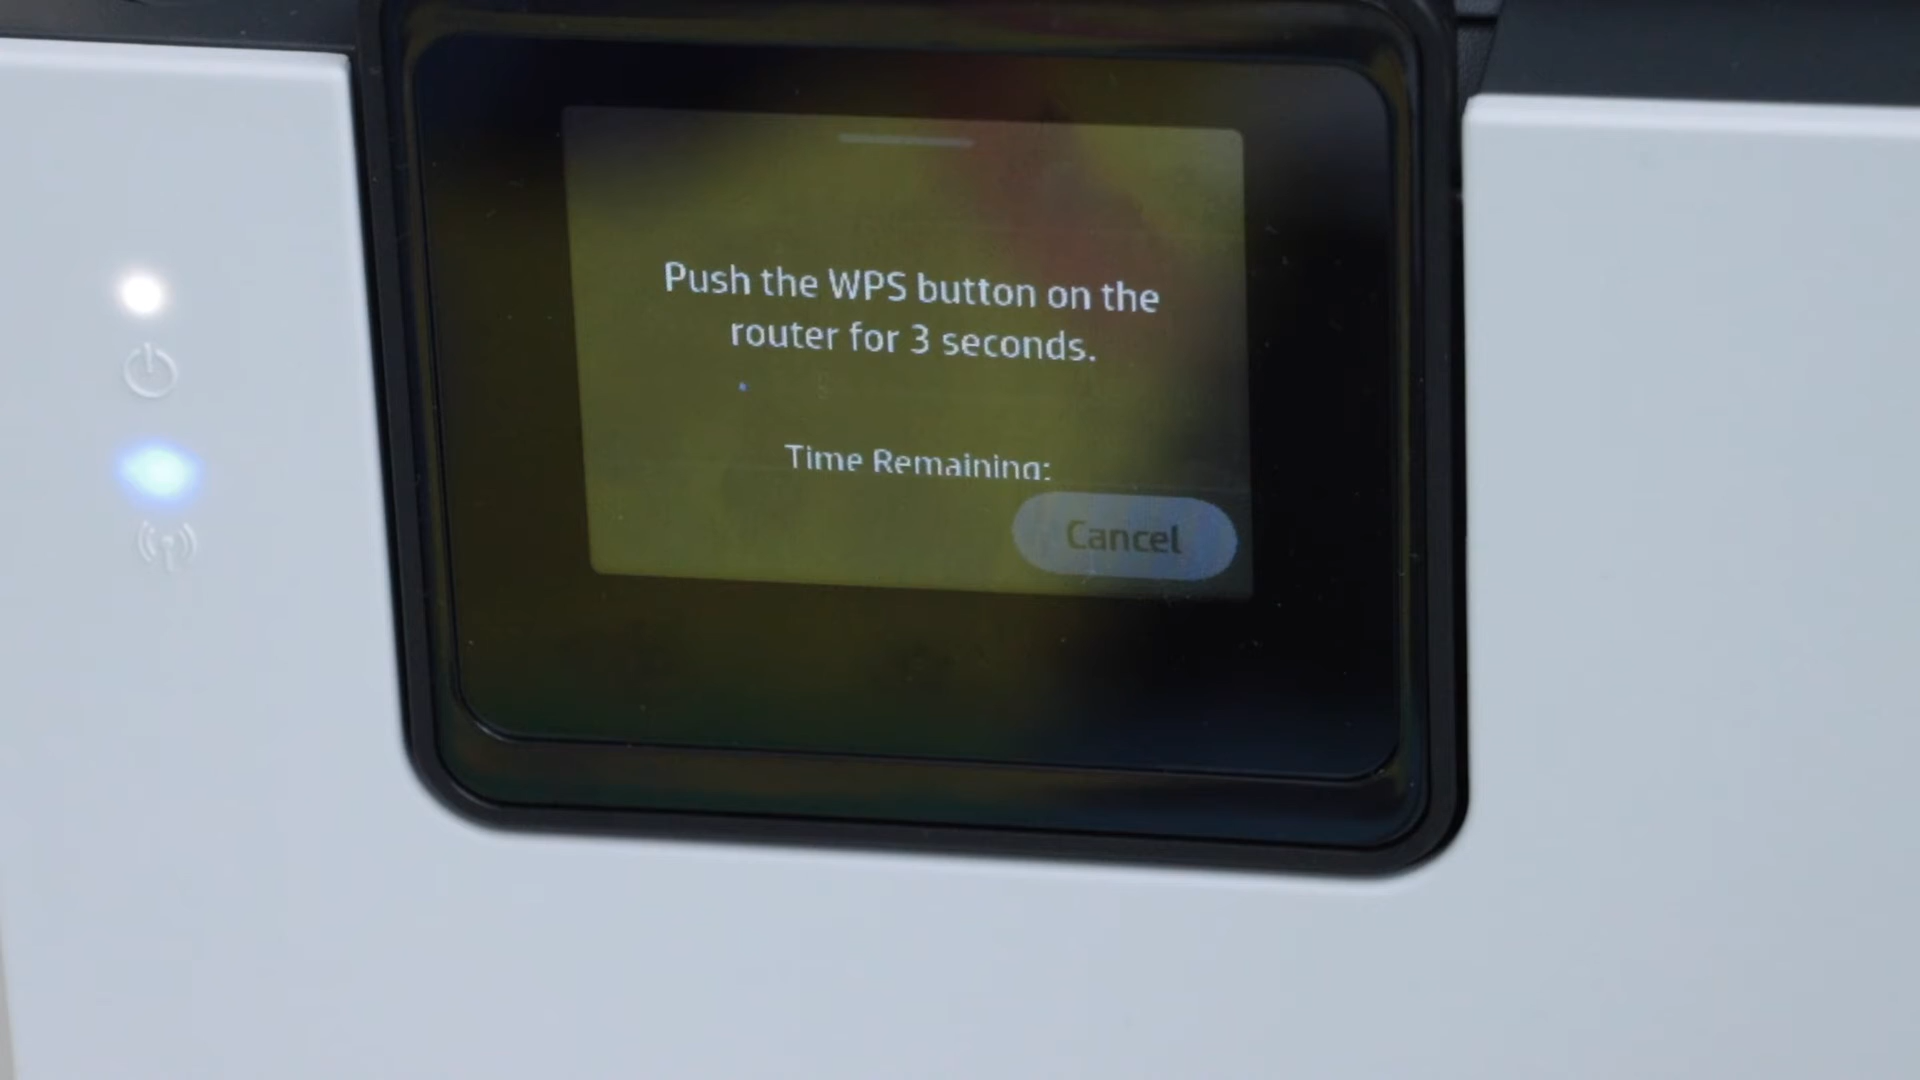 Push the WPS button on the
router for 3 seconds.
Time Remaining:
Cancel